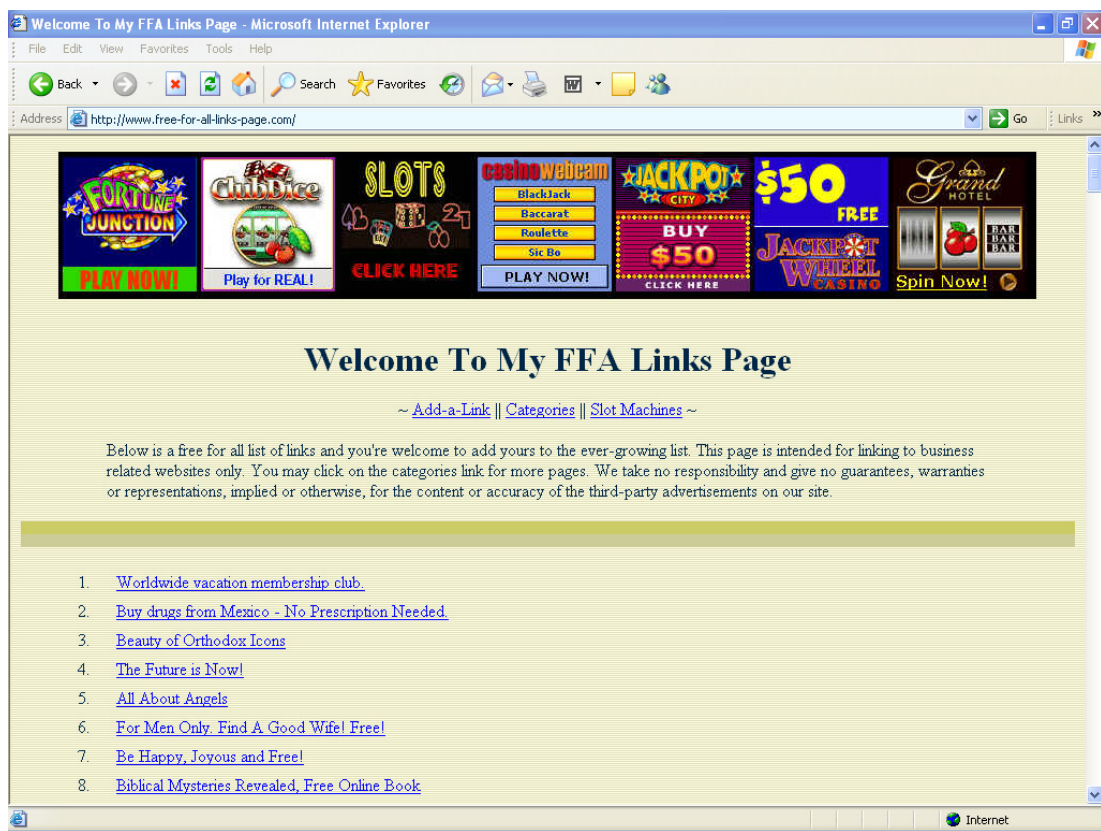 Welcome To My FFA Links Page - Microsoft Internet Explorer
File Edit View Favorites Tools Help
Back Search Favorites
Address http://www.free-for-all-links-page.com/ Go Links »
FORTUNE
JUNCTION
PLAY NOW!
ClubDice
Play for REAL!
SLOTS
CLICK HERE
casinowebcam
BlackJack
Baccarat
Roulette
Sic Bo
PLAY NOW!
JACKPOT
CITY
BUY
$50
CLICK HERE
$50
FREE
JACKPOT
WHEEL
CASINO
Grand
HOTEL
BAR
BAR
BAR
Spin Now!
Welcome To My FFA Links Page
~ Add-a-Link || Categories || Slot Machines ~
Below is a free for all list of links and you're welcome to add yours to the ever-growing list. This page is intended for linking to business
related websites only. You may click on the categories link for more pages. We take no responsibility and give no guarantees, warranties
or representations, implied or otherwise, for the content or accuracy of the third-party advertisements on our site.
1. Worldwide vacation membership club.
2. Buy drugs from Mexico - No Prescription Needed.
3. Beauty of Orthodox Icons
4. The Future is Now!
5. All About Angels
6. For Men Only. Find A Good Wife! Free!
7. Be Happy, Joyous and Free!
8. Biblical Mysteries Revealed, Free Online Book
Internet